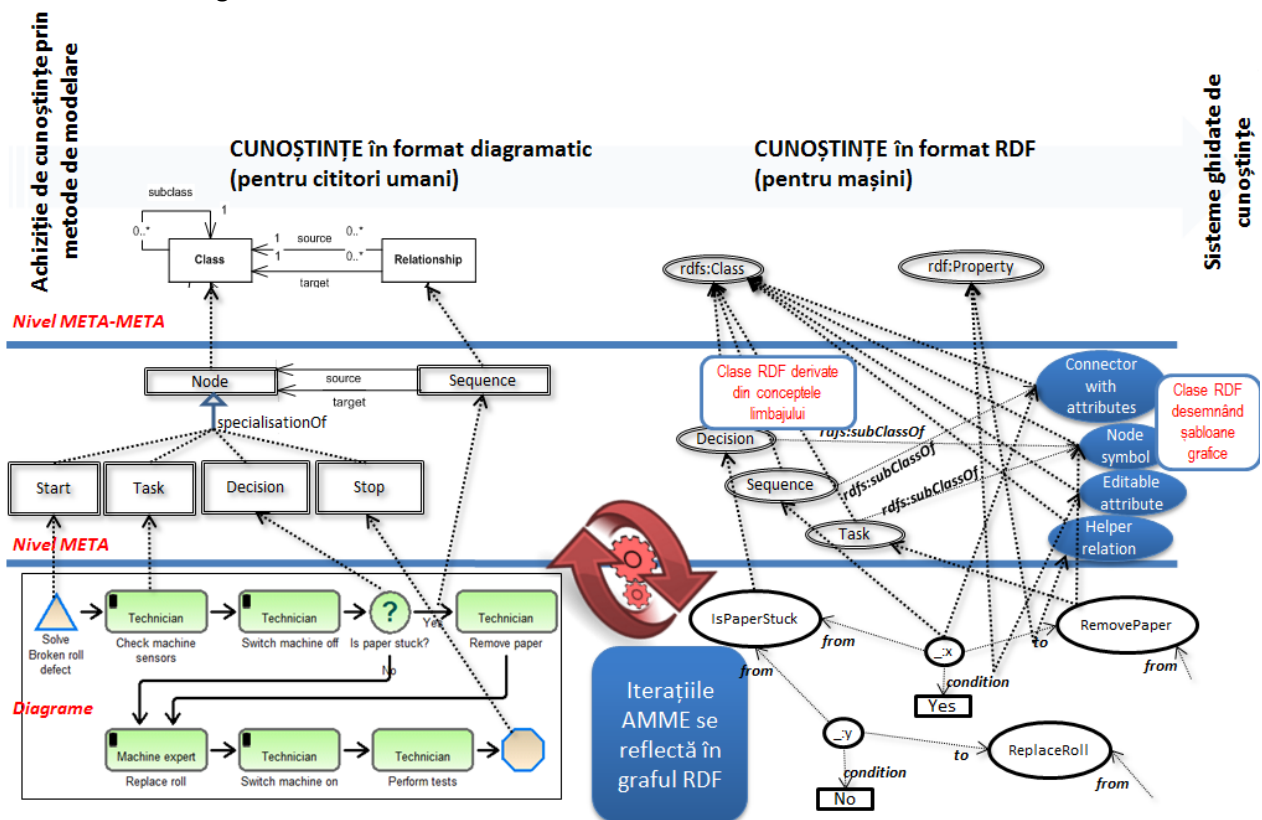 Achiziție de cunoștințe prin
metode de modelare
CUNOȘTINȚE în format diagramatic
(pentru cititori umani)
CUNOȘTINȚE în format RDF
(pentru mașini)
Sisteme ghidate de
cunoștințe
subclass
1
0..*
1
source
0..*
1
0..*
target
Class
Relationship
rdfs:Class
rdf:Property
Nivel META-META
Node
source
target
Sequence
specialisationOf
Start
Task
Decision
Stop
Nivel META
Clase RDF derivate
din conceptele
limbajului
Connector
with
attributes
Clase RDF
desemnând
șabloane
grafice
Decision
rdfs:subClassOf
Node
symbol
Sequence
rdfs:subClassOf
Editable
attribute
rdfs:subClassOf
Task
Helper
relation
Solve
Broken roll
defect
Technician
Check machine
sensors
Technician
Switch machine off
?
Is paper stuck?
Yes
No
Technician
Remove paper
Diagrame
Machine expert
Replace roll
Technician
Switch machine on
Technician
Perform tests
Iterațiile
AMME se
reflectă în
graful RDF
IsPaperStuck
from
_:x
to
RemovePaper
from
condition
Yes
from
_:y
to
ReplaceRoll
from
condition
No